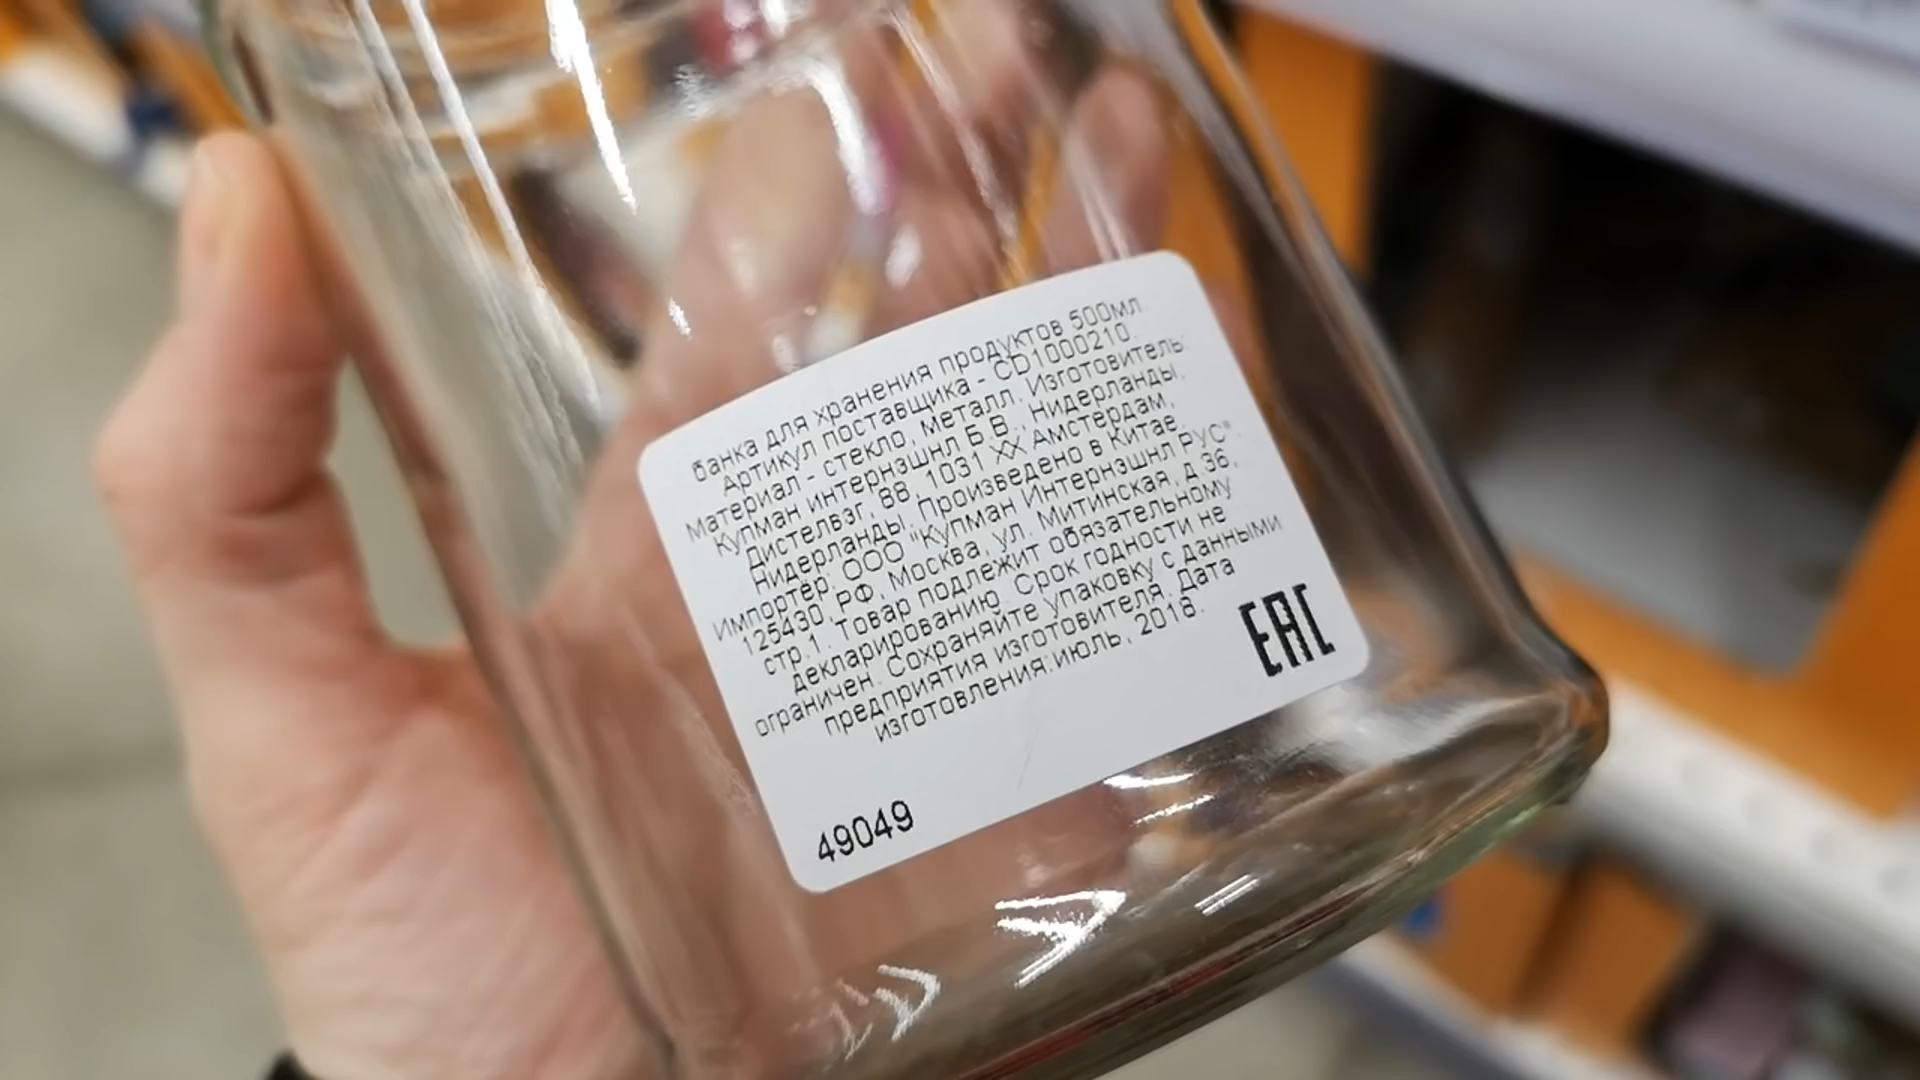 банка для хранения продуктов 500мл.
Артикул поставщика - CD1000210.
Материал - стекло, металл. Изготовитель:
Купман интернэшнл Б.В., Нидерланды,
Дистелвэг, 88, 1031 XX Амстердам,
Нидерланды. Произведено в Китае.
Импортёр: ООО "Купман Интернэшнл РУС".
125430, РФ, Москва, ул. Митинская, д.36,
стр.1. Товар подлежит обязательному
декларированию. Срок годности не
ограничен. Сохраняйте упаковку с данными
предприятия изготовителя. Дата
изготовления:июль, 2018.
EAC
49049